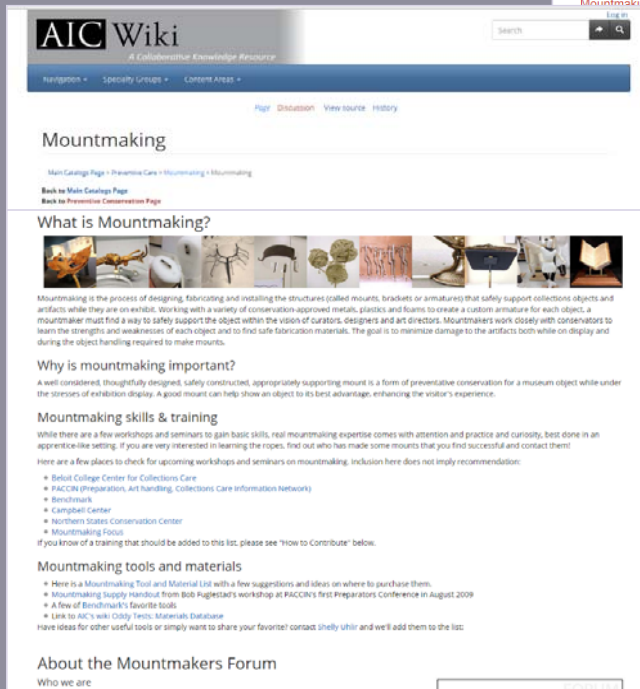 Mountmaki
Log in
AIC Wiki
A Collaborative Knowledge Resource
Search
Navigation Specialty Groups Content Areas
Page Discussion View source History
Mountmaking
Main Catalogs Page > Preventive Care > Mountmaking > Mountmaking
Back to Main Catalogs Page
Back to Preventive Conservation Page
What is Mountmaking?
Mountmaking is the process of designing, fabricating and installing the structures (called mounts, brackets or armatures) that safely support collections objects and
artifacts while they are on exhibit. Working with a variety of conservation-approved metals, plastics and foams to create a custom armature for each object, a
mountmaker must find a way to safely support the object within the vision of curators, designers and art directors. Mountmakers work closely with conservators to
learn the strengths and weaknesses of each object and to find safe fabrication materials. The goal is to minimize damage to the artifacts both while on display and
during the object handling required to make mounts.
Why is mountmaking important?
A well considered, thoughtfully designed, safely constructed, appropriately supporting mount is a form of preventative conservation for a museum object while under
the stresses of exhibition display. A good mount can help show an object to its best advantage, enhancing the visitor's experience.
Mountmaking skills & training
While there are a few workshops and seminars to gain basic skills, real mountmaking expertise comes with attention and practice and curiosity, best done in an
apprentice-like setting. If you are very interested in learning the ropes, find out who has made some mounts that you find successful and contact them!
Here are a few places to check for upcoming workshops and seminars on mountmaking. Inclusion here does not imply recommendation:
Beloit College Center for Collections Care
PACCIN (Preparation, Art handling, Collections Care Information Network)
Benchmark
Campbell Center
Northern States Conservation Center
Mountmaking Focus
If you know of a training that should be added to this list, please see "How to Contribute" below.
Mountmaking tools and materials
Here is a Mountmaking Tool and Material List with a few suggestions and ideas on where to purchase them.
Mountmaking Supply Handout from Bob Fuglestad's workshop at PACCIN's first Preparators Conference in August 2009
A few of Benchmark's favorite tools
Link to AIC's wiki Oddy Tests: Materials Database
Have ideas for other useful tools or simply want to share your favorite? contact Shelly Uhlir and we'll add them to the list:
About the Mountmakers Forum
Who we are
FORUM